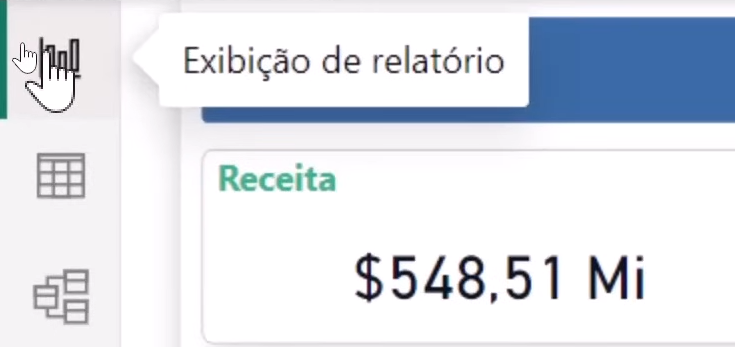 Exibição de relatório
Receita
$548,51 Mi